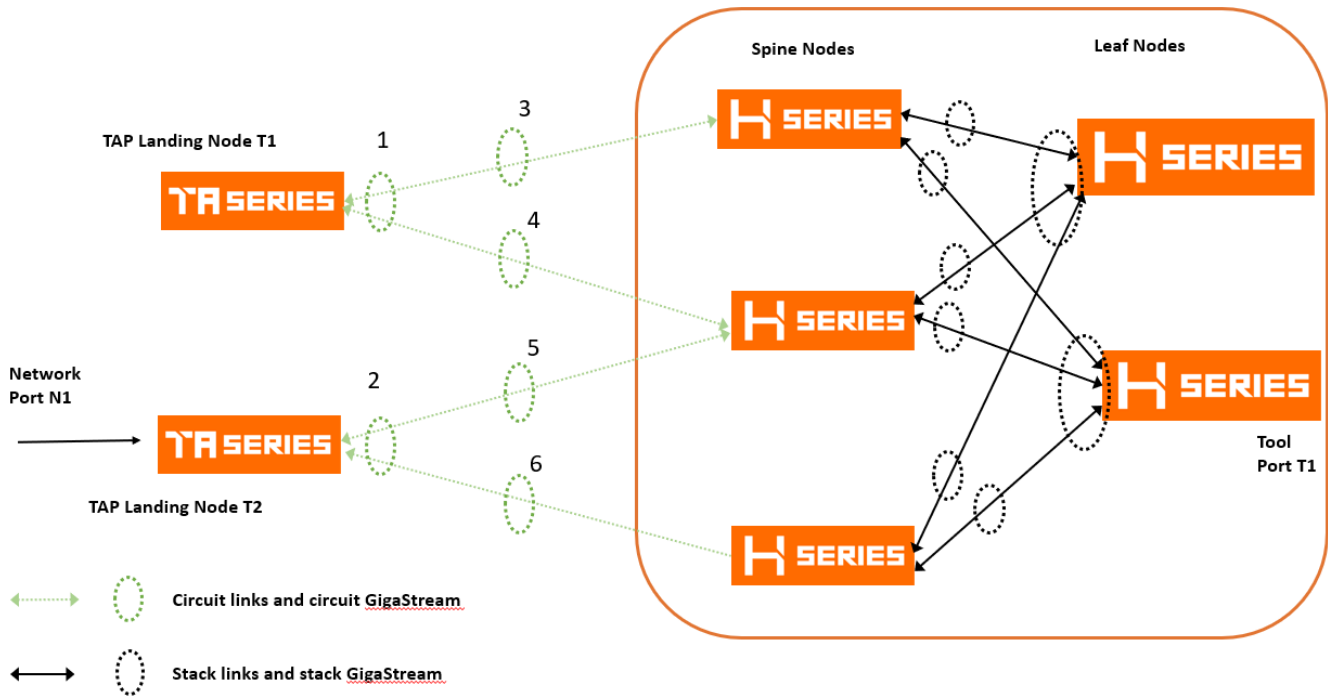 Spine Nodes
Leaf Nodes
3
1
TAP Landing Node T1
H SERIES
H SERIES
TA SERIES
4
H SERIES
5
2
Network
Port N1
H SERIES
TA SERIES
Tool
Port T1
6
TAP Landing Node T2
H SERIES
Circuit links and circuit GigaStream
Stack links and stack GigaStream